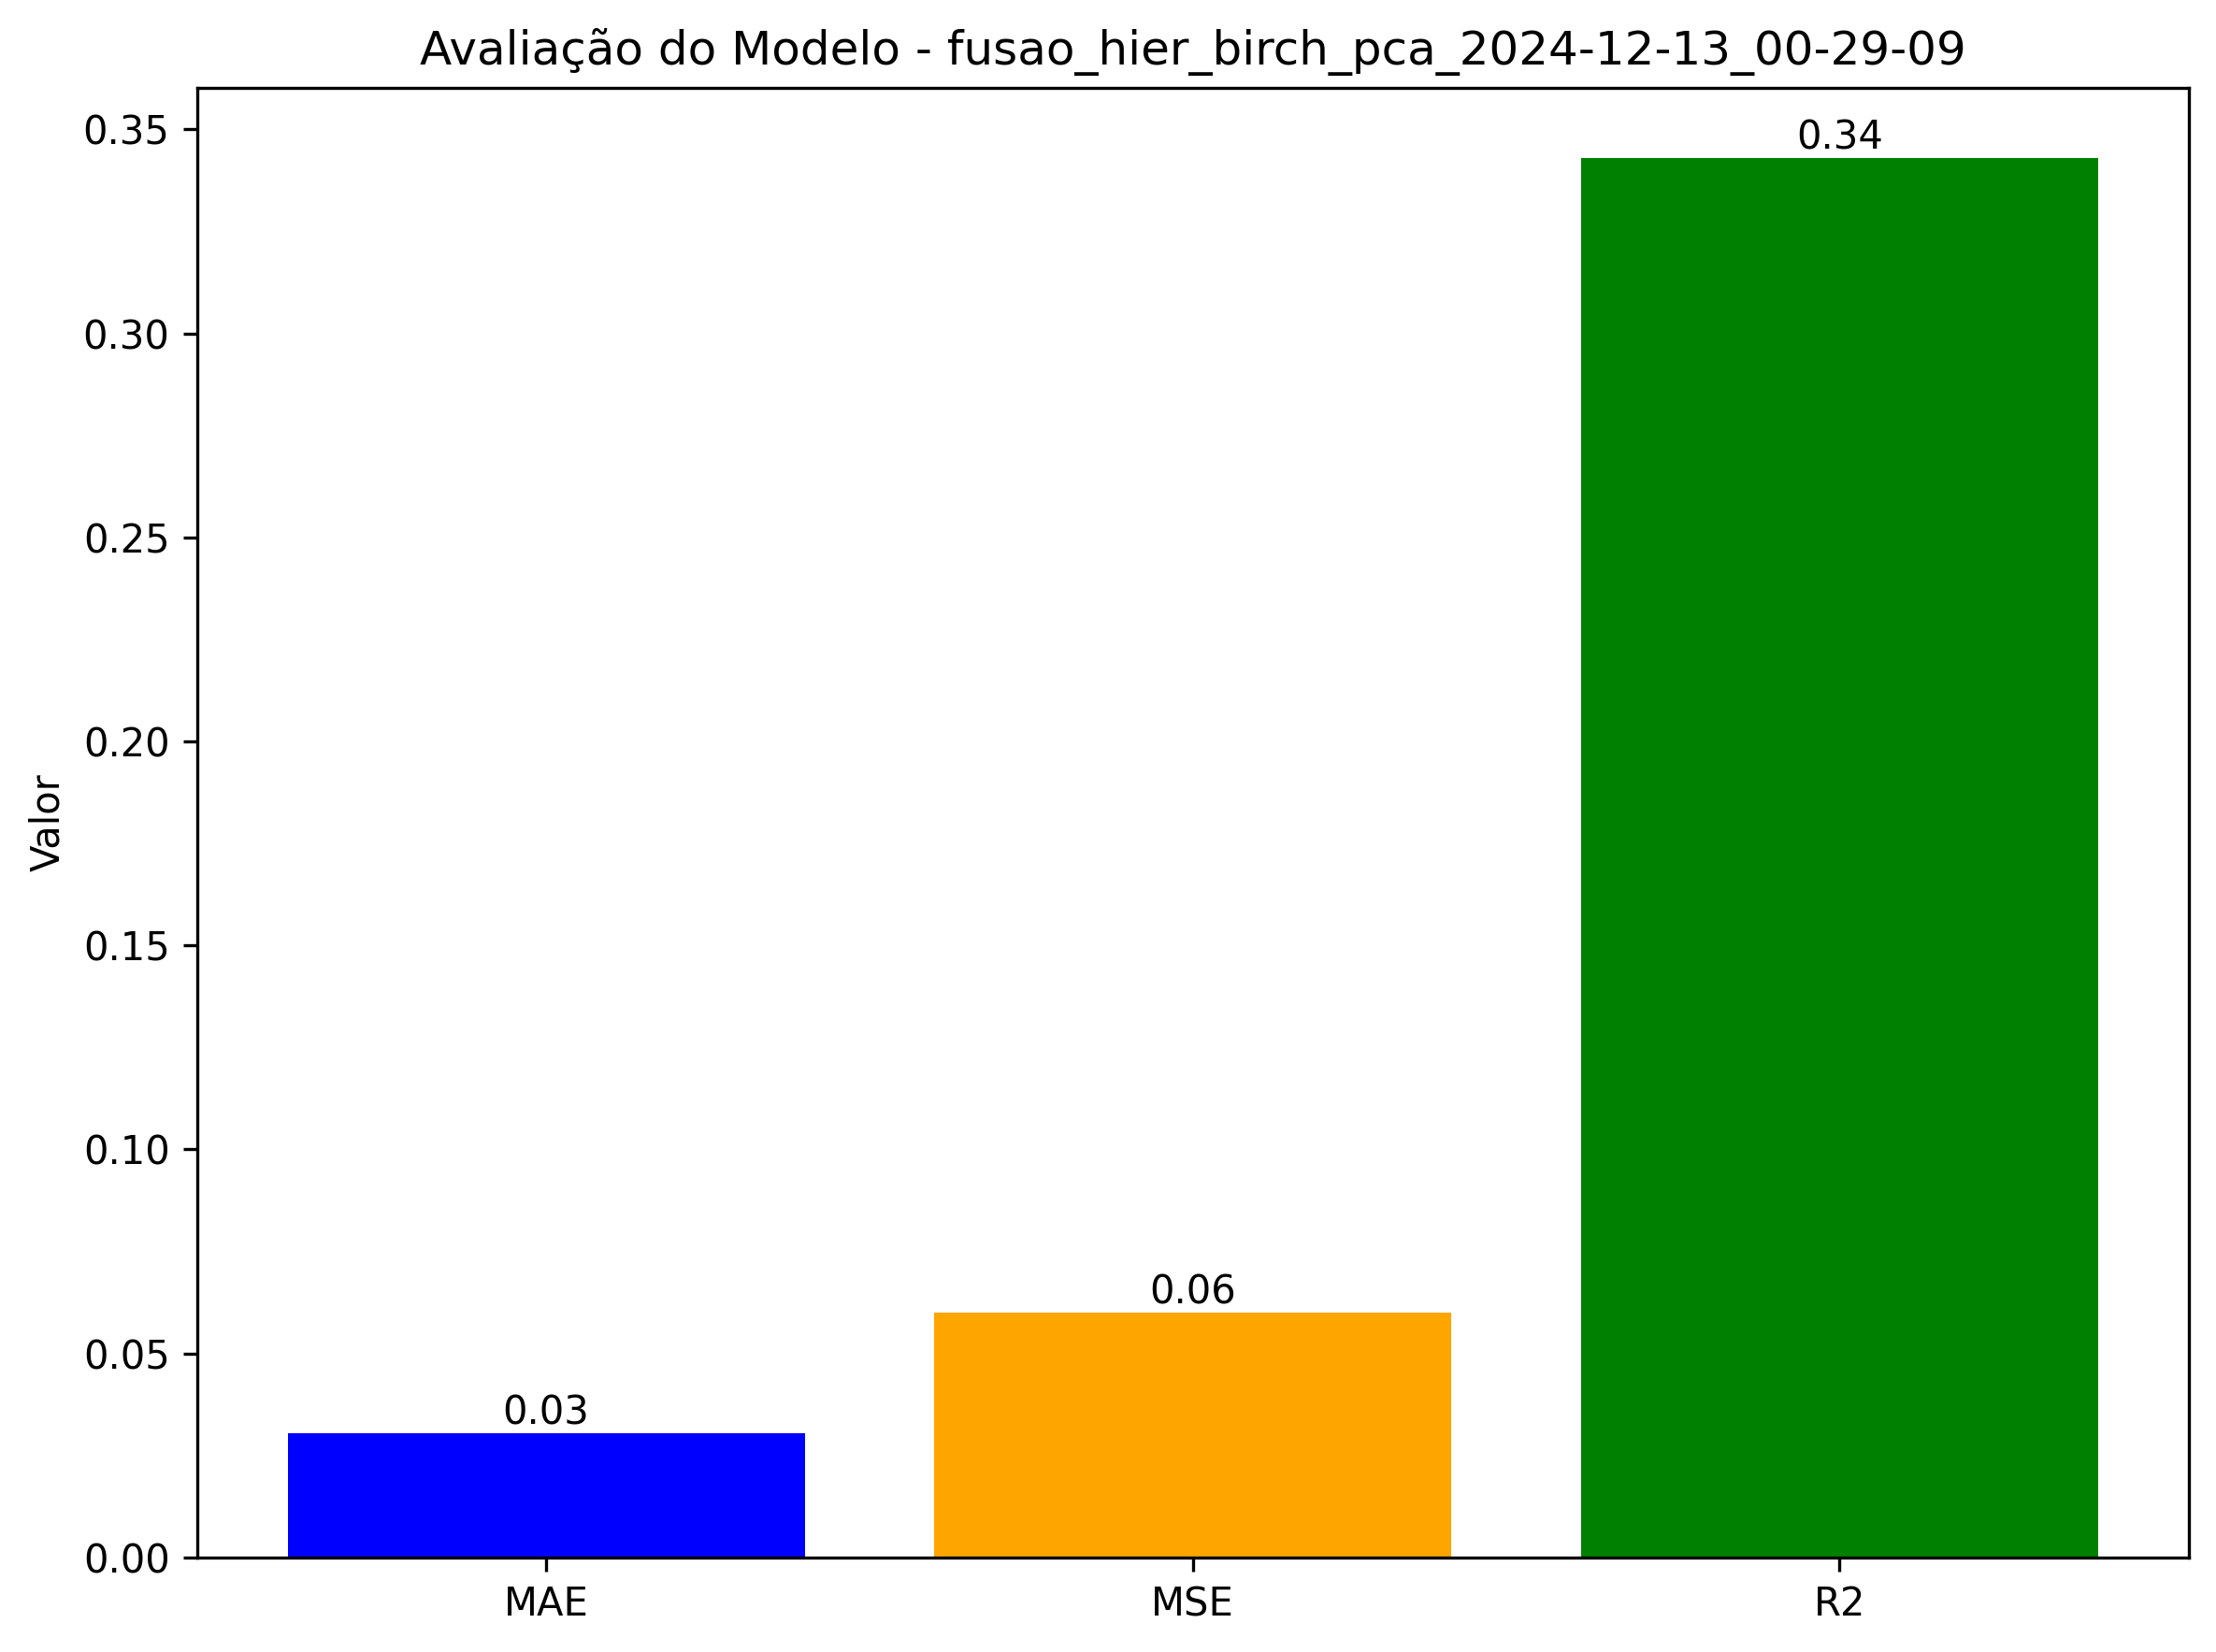 Avaliação do Modelo - fusao_hier_birch_pca_2024-12-13_00-29-09
Valor
0.35
0.30
0.25
0.20
0.15
0.10
0.05
0.00
0.03
0.06
0.34
MAE
MSE
R2